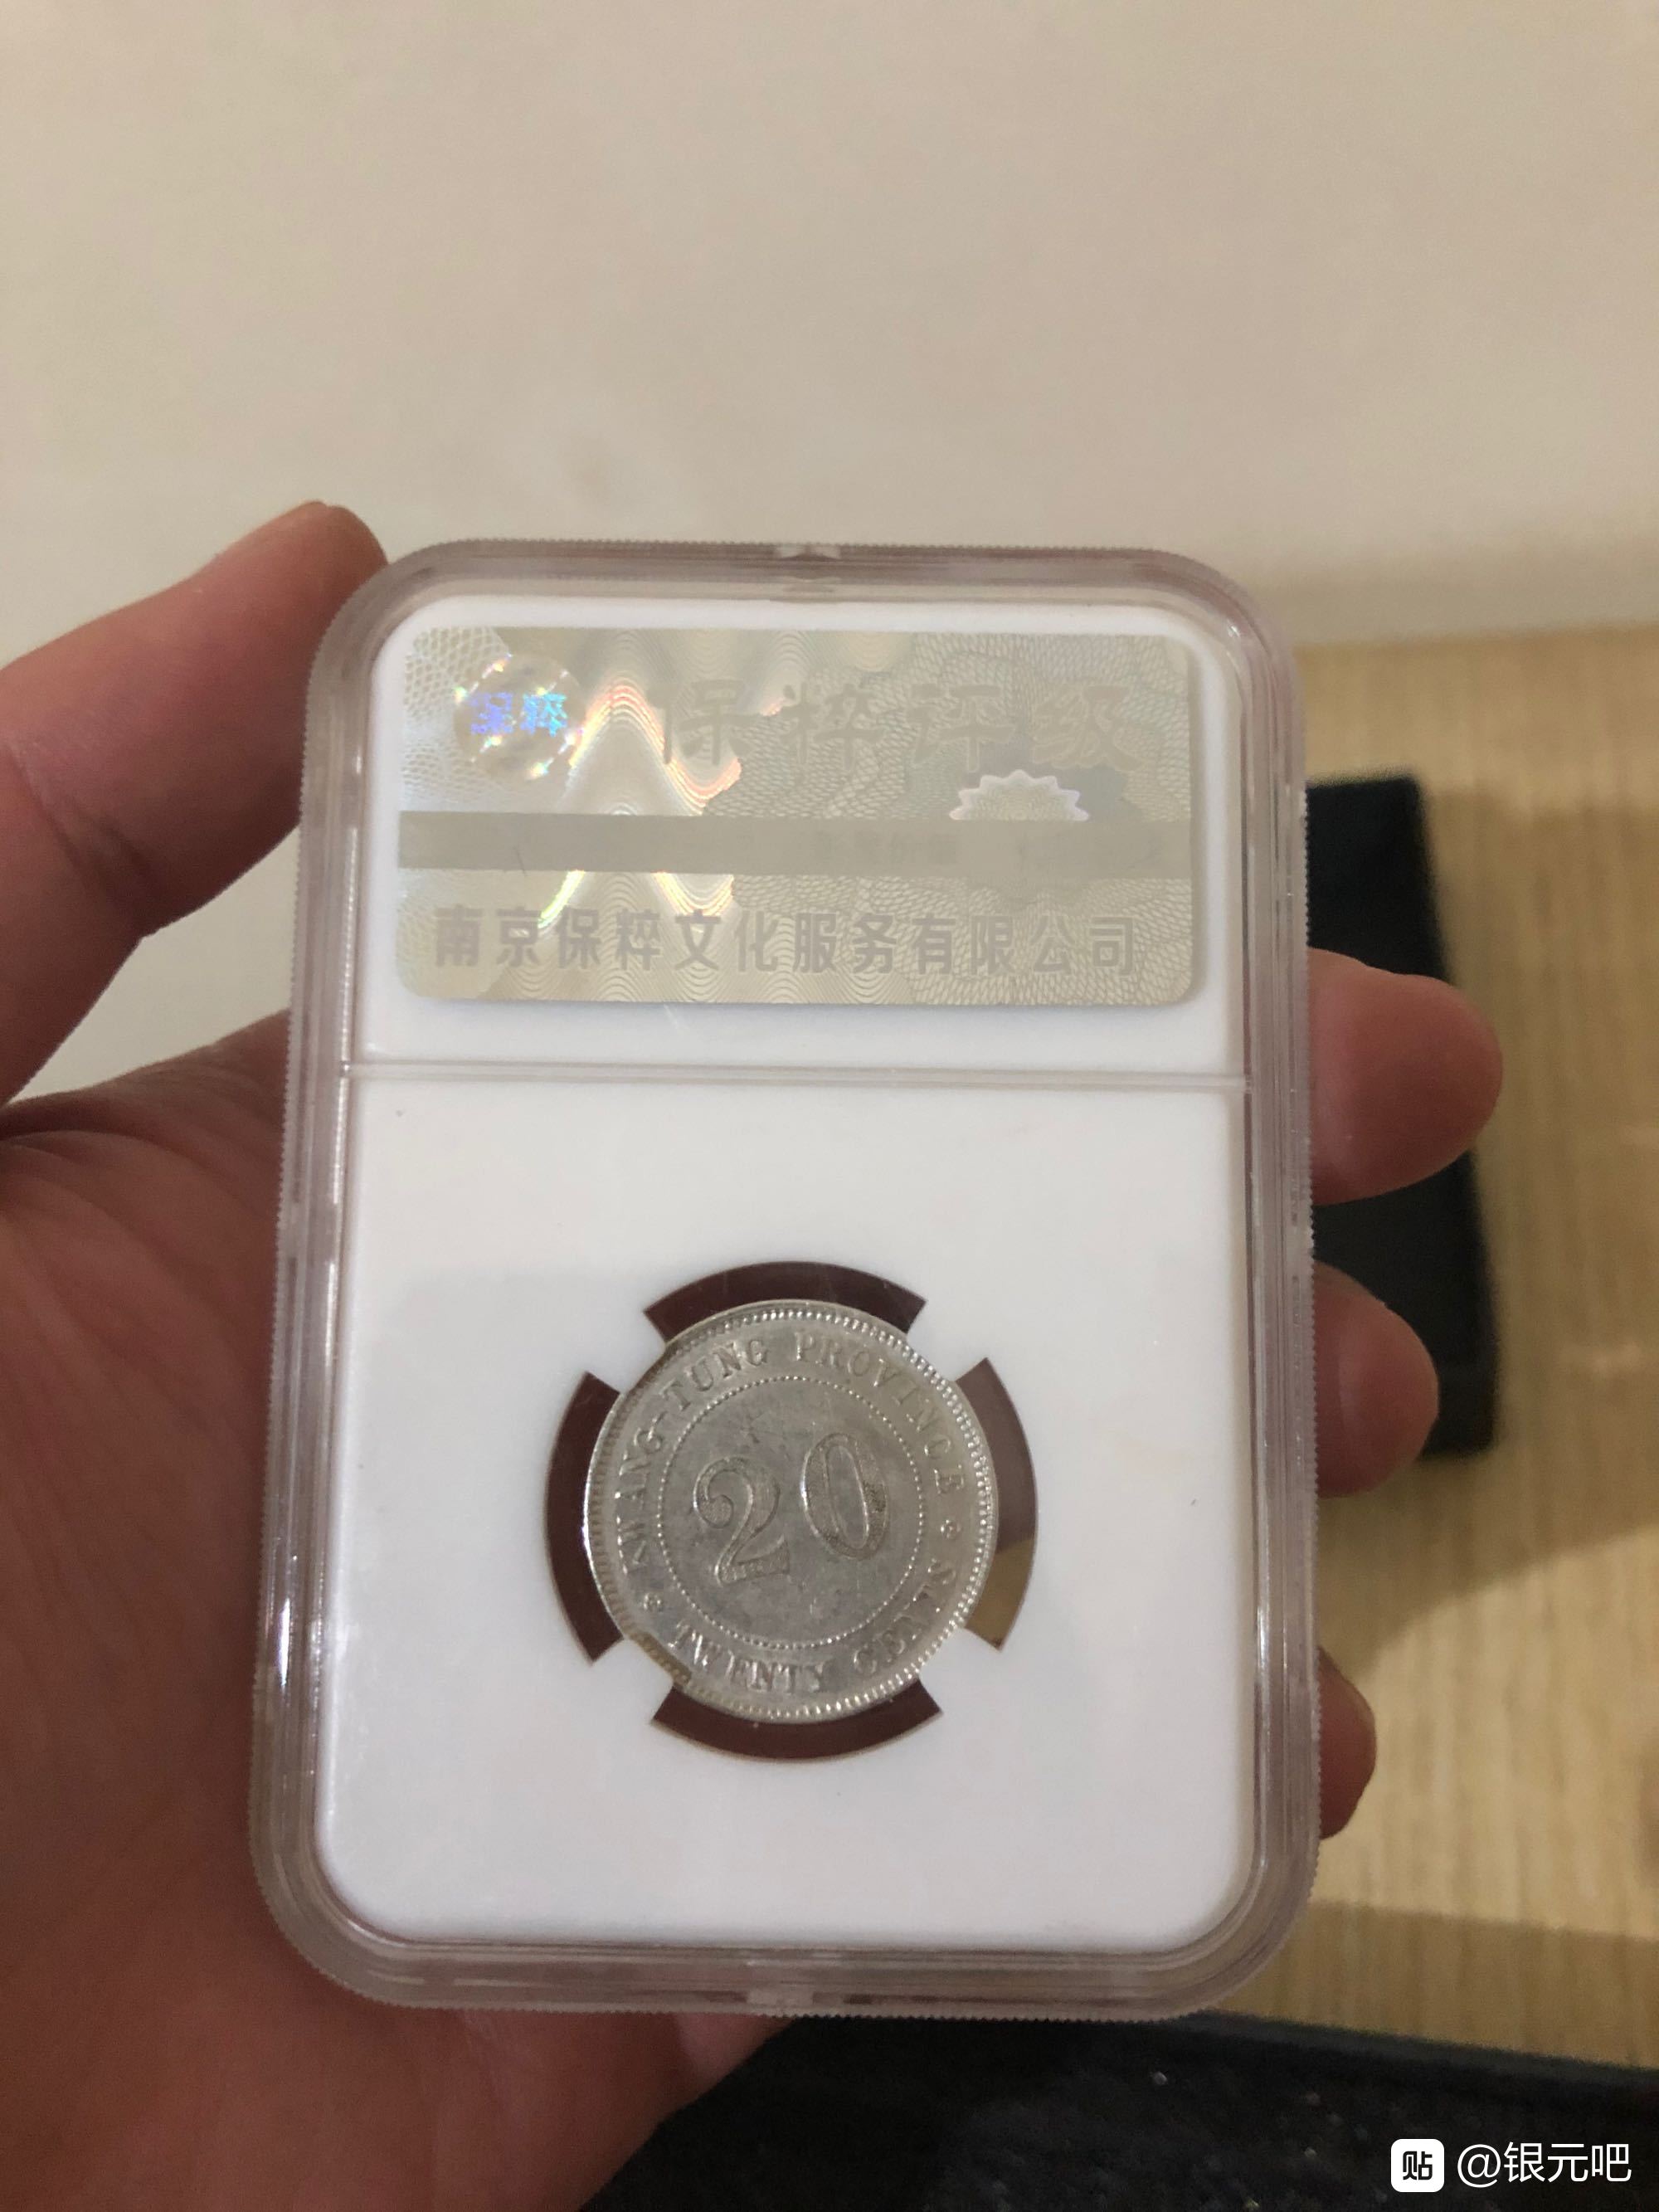 保粹
保粹评级
南京保粹文化服务有限公司
KWANG-TUNG PROVINCE
20
TWENTY CENTS
贴 @银元吧